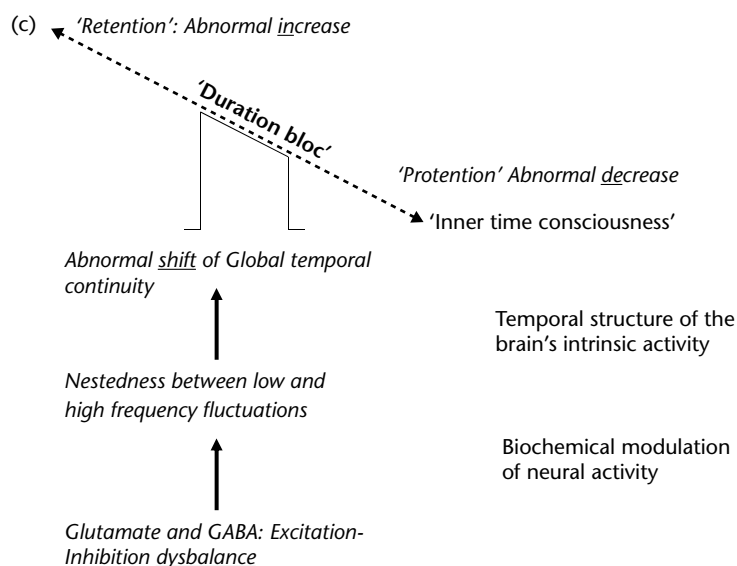 (c)
‘Retention’: Abnormal increase
‘Duration bloc’
‘Protention’ Abnormal decrease
‘Inner time consciousness’
Abnormal shift of Global temporal
continuity
Temporal structure of the
brain’s intrinsic activity
Nestedness between low and
high frequency fluctuations
Biochemical modulation
of neural activity
Glutamate and GABA: Excitation-
Inhibition dysbalance